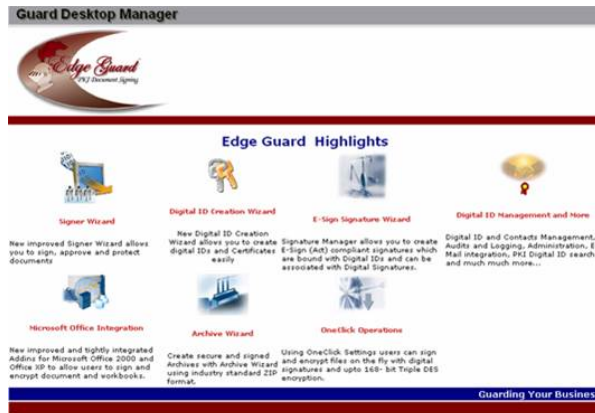 Guard Desktop Manager
Edge Guard
PKI Document Signing
Edge Guard Highlights
Signer Wizard
New improved Signer Wizard allows
you to sign, approve and protect
documents
Digital ID Creation Wizard
New Digital ID Creation
Wizard allows you to create
digital IDs and Certificates
easily
E-Sign Signature Wizard
Signature Manager allows you to create
E-Sign (Act) compliant signatures which
are bound with Digital IDs and can be
associated with Digital Signatures.
Digital ID Management and More
Digital ID and Contacts Management,
Audits and Logging, Administration, E
Mail integration, PKI Digital ID search
and much much more...
Microsoft Office Integration
New improved and tightly integrated
Addins for Microsoft Office 2000 and
Office XP to allow users to sign and
encrypt document and workbooks.
Archive Wizard
Create secure and signed
Archives with Archive Wizard
using industry standard ZIP
format.
OneClick Operations
Using OneClick Settings users can sign
and encrypt files on the fly with digital
signatures and upto 168- bit Triple DES
encryption.
Guarding Your Busines